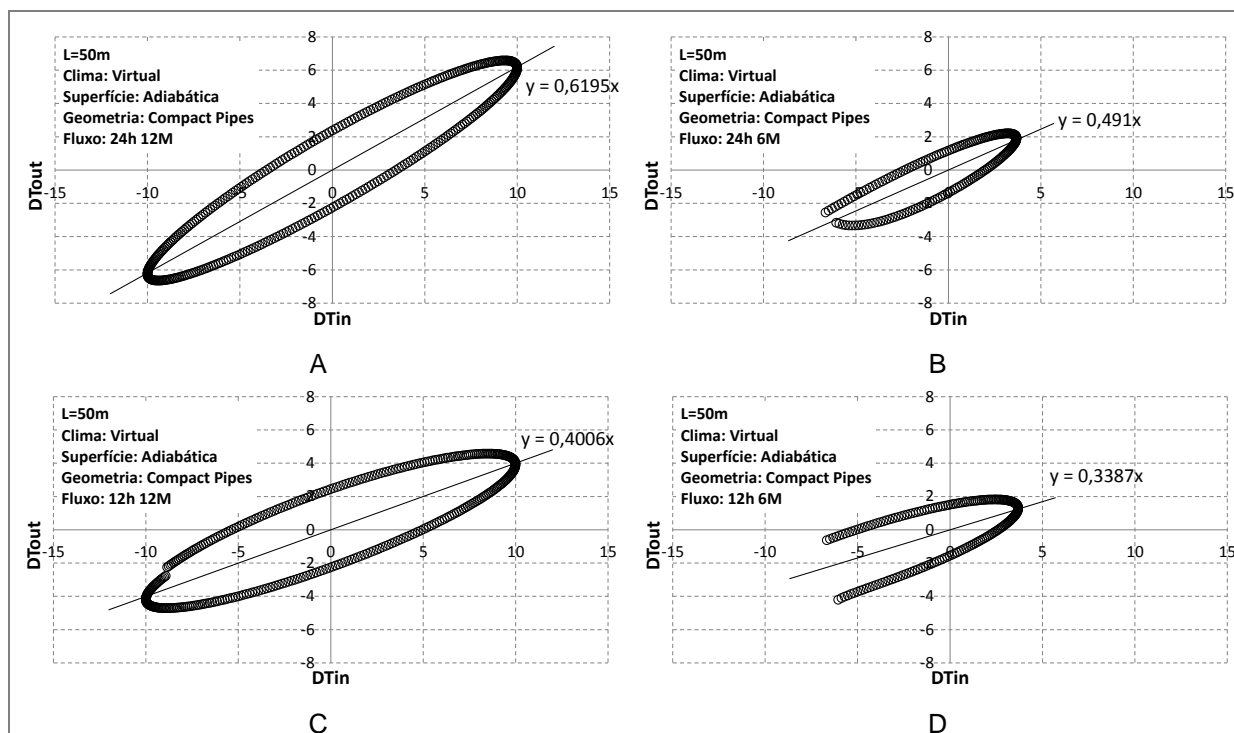 L=50m
Clima: Virtual
Superfície: Adiabática
Geometria: Compact Pipes
Fluxo: 24h 12M
y = 0,6195x
8
6
4
2
0
-2
-4
-6
-8
-15
-10
-5
0
5
10
15
DTout
DTin
A
L=50m
Clima: Virtual
Superfície: Adiabática
Geometria: Compact Pipes
Fluxo: 24h 6M
y = 0,491x
8
6
4
2
0
-2
-4
-6
-8
-15
-10
-5
0
5
10
15
DTout
DTin
B
L=50m
Clima: Virtual
Superfície: Adiabática
Geometria: Compact Pipes
Fluxo: 12h 12M
y = 0,4006x
8
6
4
2
0
-2
-4
-6
-8
-15
-10
-5
0
5
10
15
DTout
DTin
C
L=50m
Clima: Virtual
Superfície: Adiabática
Geometria: Compact Pipes
Fluxo: 12h 6M
y = 0,3387x
8
6
4
2
0
-2
-4
-6
-8
-15
-10
-5
0
5
10
15
DTout
DTin
D